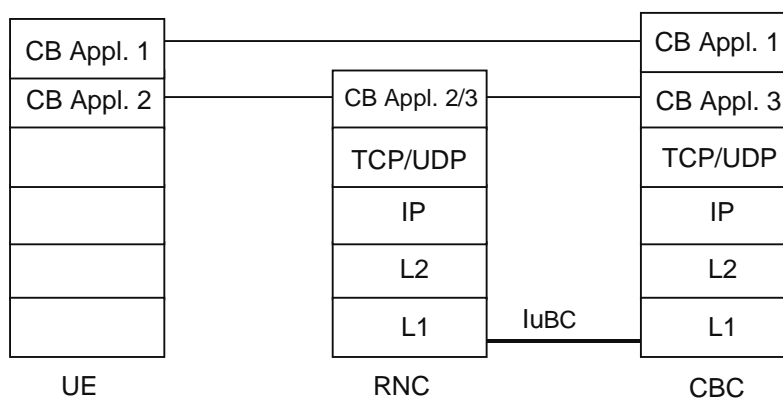 CB Appl. 1
CB Appl. 1
CB Appl. 2
CB Appl. 2/3
CB Appl. 3
TCP/UDP
TCP/UDP
IP
IP
L2
L2
L1
IuBC
L1
UE
RNC
CBC